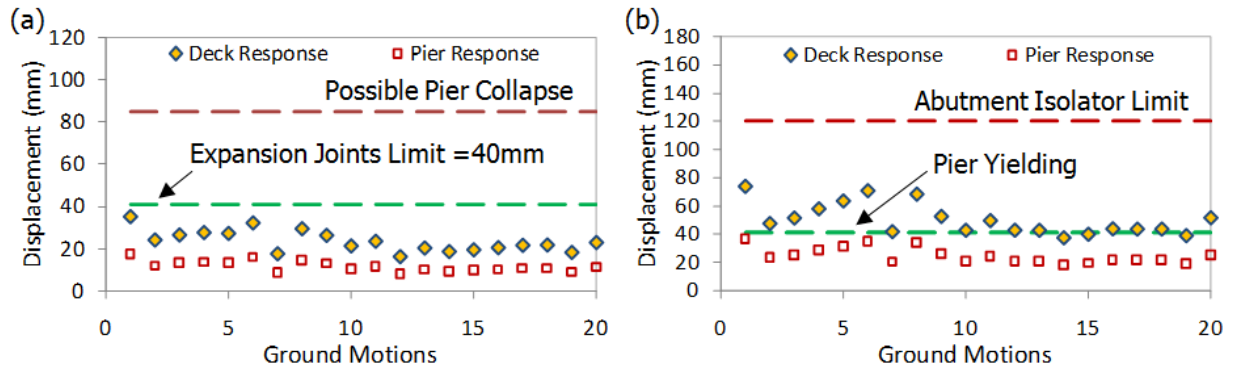 (a)
120
100
80
60
40
20
0
Displacement (mm)
Deck Response
Pier Response
Possible Pier Collapse
Expansion Joints Limit =40mm
0 5 10 15 20
Ground Motions
(b)
180
160
140
120
100
80
60
40
20
0
Displacement (mm)
Deck Response
Pier Response
Abutment Isolator Limit
Pier Yielding
0 5 10 15 20
Ground Motions